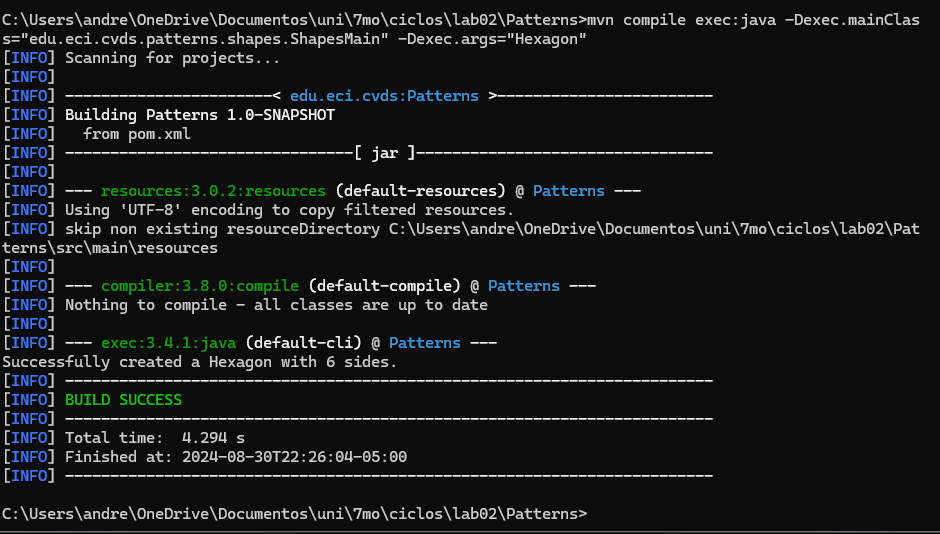 C:\Users\andre\OneDrive\Documentos\uni\7mo\ciclos\lab02\Patterns>mvn compile exec:java -Dexec.mainClas
s="edu.eci.cvds.patterns.shapes.ShapesMain" -Dexec.args="Hexagon"
[INFO] Scanning for projects...
[INFO]
[INFO] -----------------------< edu.eci.cvds:Patterns >------------------------
[INFO] Building Patterns 1.0-SNAPSHOT
[INFO]   from pom.xml
[INFO] --------------------------------[ jar ]---------------------------------
[INFO]
[INFO] --- resources:3.0.2:resources (default-resources) @ Patterns ---
[INFO] Using 'UTF-8' encoding to copy filtered resources.
[INFO] skip non existing resourceDirectory C:\Users\andre\OneDrive\Documentos\uni\7mo\ciclos\lab02\Pat
terns\src\main\resources
[INFO]
[INFO] --- compiler:3.8.0:compile (default-compile) @ Patterns ---
[INFO] Nothing to compile - all classes are up to date
[INFO]
[INFO] --- exec:3.4.1:java (default-cli) @ Patterns ---
Successfully created a Hexagon with 6 sides.
[INFO] ------------------------------------------------------------------------
[INFO] BUILD SUCCESS
[INFO] ------------------------------------------------------------------------
[INFO] Total time:  4.294 s
[INFO] Finished at: 2024-08-30T22:26:04-05:00
[INFO] ------------------------------------------------------------------------
C:\Users\andre\OneDrive\Documentos\uni\7mo\ciclos\lab02\Patterns>